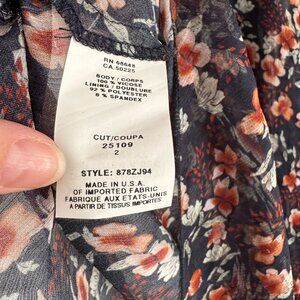 RN 68648
CA 50225
BODY / CORPS
100 % VISCOSE
LINING / DOUBLURE
92 % POLYESTER
8 % SPANDEX
CUT/COUPA
25109
2
STYLE: 878ZJ94
MADE IN U.S.A.
OF IMPORTED FABRIC
FABRIQUE AUX ETATS-UNIS
A PARTIR DE TISSUS IMPORTES